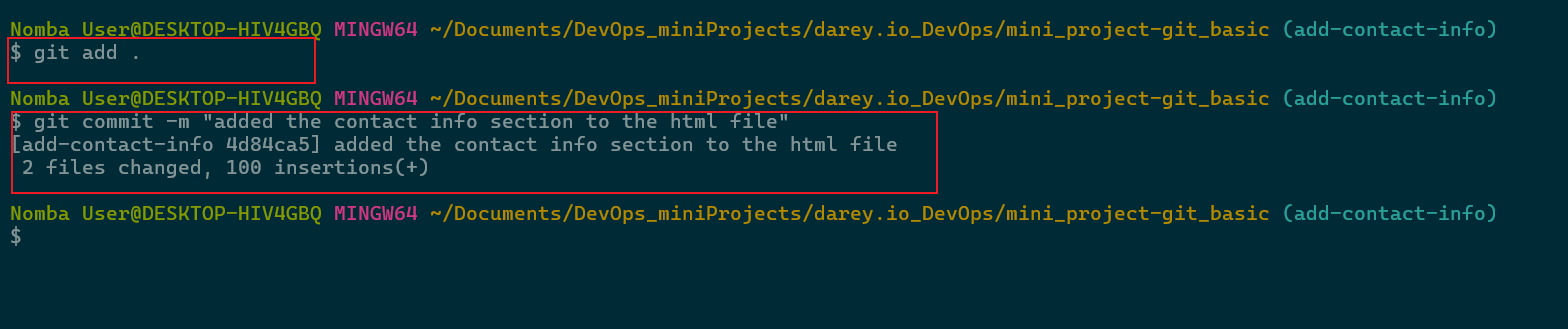 Nomba User@DESKTOP-HIV4GBQ MINGW64 ~/Documents/DevOps_miniProjects/darey.io_DevOps/mini_project-git_basic (add-contact-info)
$ git add .
Nomba User@DESKTOP-HIV4GBQ MINGW64 ~/Documents/DevOps_miniProjects/darey.io_DevOps/mini_project-git_basic (add-contact-info)
$ git commit -m "added the contact info section to the html file"
[add-contact-info 4d84ca5] added the contact info section to the html file
2 files changed, 100 insertions(+)
Nomba User@DESKTOP-HIV4GBQ MINGW64 ~/Documents/DevOps_miniProjects/darey.io_DevOps/mini_project-git_basic (add-contact-info)
$